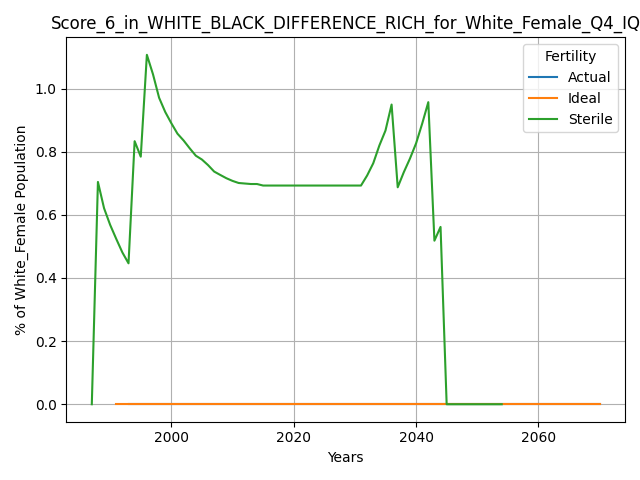 Score_6_in_WHITE_BLACK_DIFFERENCE_RICH_for_White_Female_Q4_IQ
Fertility
Actual
Ideal
Sterile
% of White_Female Population
1.0
0.8
0.6
0.4
0.2
0.0
2000
2020
2040
2060
Years